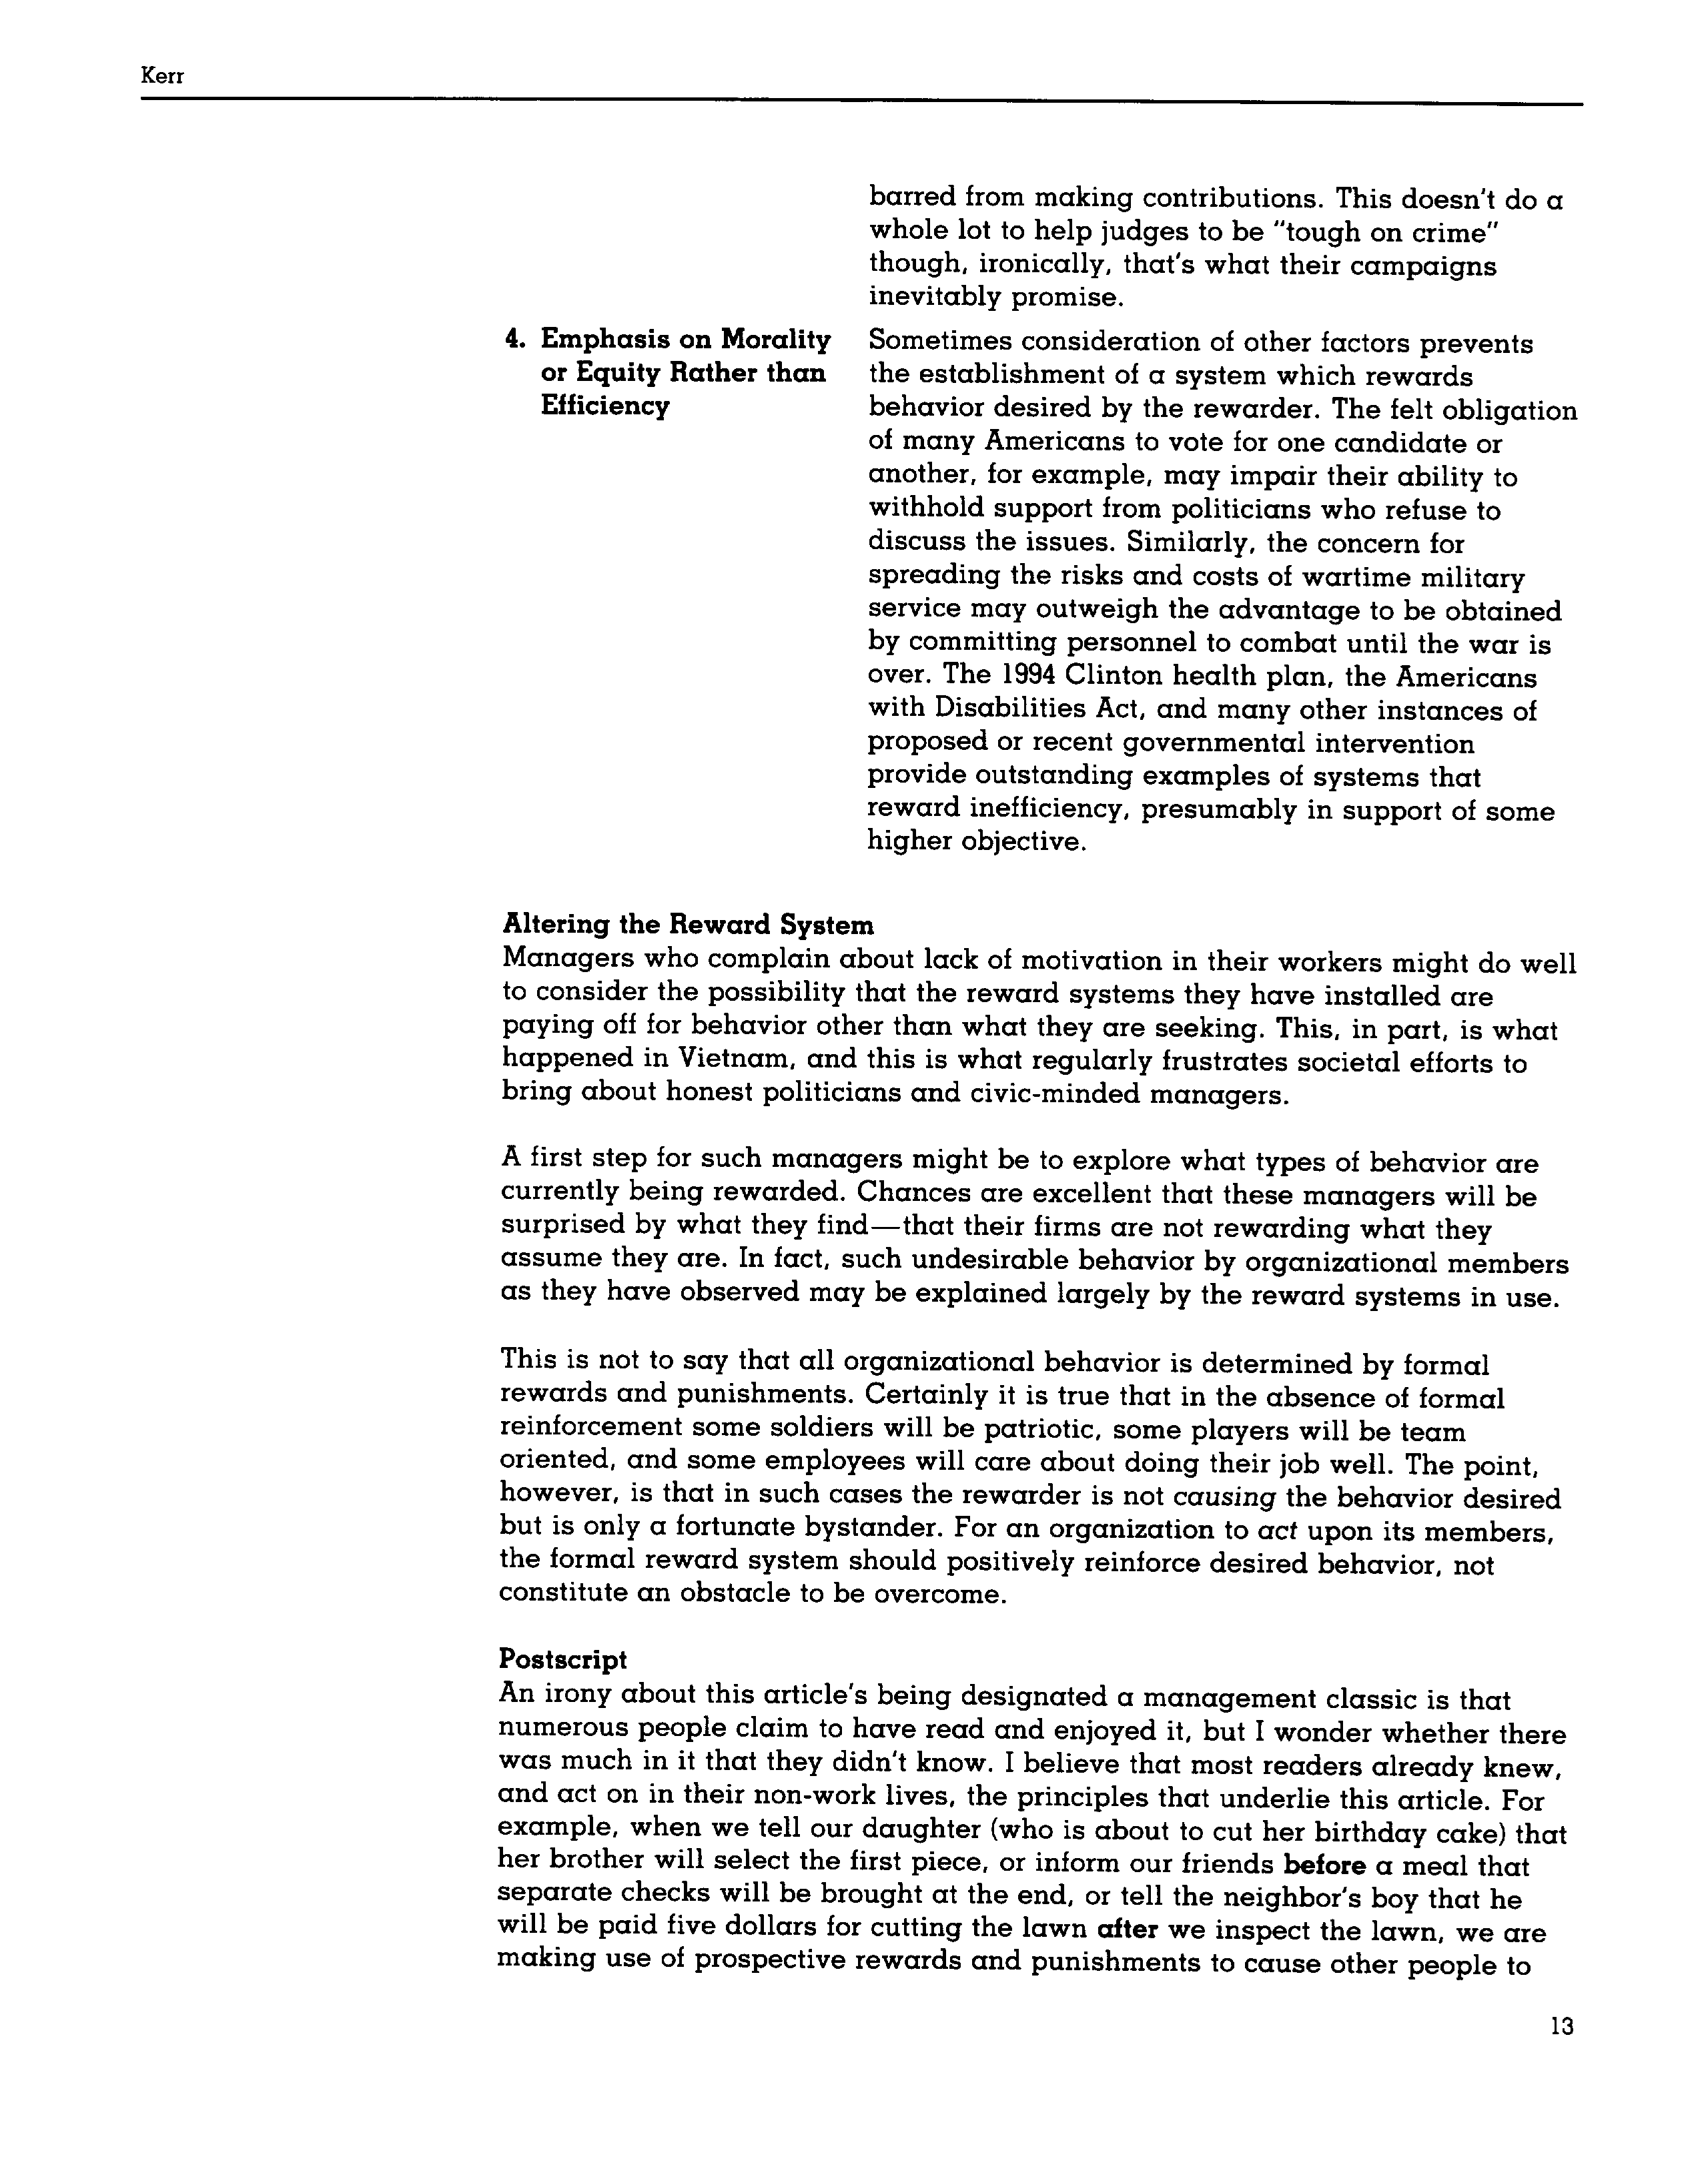 Kerr
barred from making contributions. This doesn't do a
whole lot to help judges to be "tough on crime"
though, ironically, that's what their campaigns
inevitably promise.
4. Emphasis on Morality
or Equity Rather than
Efficiency
Sometimes consideration of other factors prevents
the establishment of a system which rewards
behavior desired by the rewarder. The felt obligation
of many Americans to vote for one candidate or
another, for example, may impair their ability to
withhold support from politicians who refuse to
discuss the issues. Similarly, the concern for
spreading the risks and costs of wartime military
service may outweigh the advantage to be obtained
by committing personnel to combat until the war is
over. The 1994 Clinton health plan, the Americans
with Disabilities Act, and many other instances of
proposed or recent governmental intervention
provide outstanding examples of systems that
reward inefficiency, presumably in support of some
higher objective.
Altering the Reward System
Managers who complain about lack of motivation in their workers might do well
to consider the possibility that the reward systems they have installed are
paying off for behavior other than what they are seeking. This, in part, is what
happened in Vietnam, and this is what regularly frustrates societal efforts to
bring about honest politicians and civic-minded managers.
A first step for such managers might be to explore what types of behavior are
currently being rewarded. Chances are excellent that these managers will be
surprised by what they find—that their firms are not rewarding what they
assume they are. In fact, such undesirable behavior by organizational members
as they have observed may be explained largely by the reward systems in use.
This is not to say that all organizational behavior is determined by formal
rewards and punishments. Certainly it is true that in the absence of formal
reinforcement some soldiers will be patriotic, some players will be team
oriented, and some employees will care about doing their job well. The point,
however, is that in such cases the rewarder is not causing the behavior desired
but is only a fortunate bystander. For an organization to act upon its members,
the formal reward system should positively reinforce desired behavior, not
constitute an obstacle to be overcome.
Postscript
An irony about this article's being designated a management classic is that
numerous people claim to have read and enjoyed it, but I wonder whether there
was much in it that they didn't know. I believe that most readers already knew,
and act on in their non-work lives, the principles that underlie this article. For
example, when we tell our daughter (who is about to cut her birthday cake) that
her brother will select the first piece, or inform our friends before a meal that
separate checks will be brought at the end, or tell the neighbor's boy that he
will be paid five dollars for cutting the lawn after we inspect the lawn, we are
making use of prospective rewards and punishments to cause other people to
13